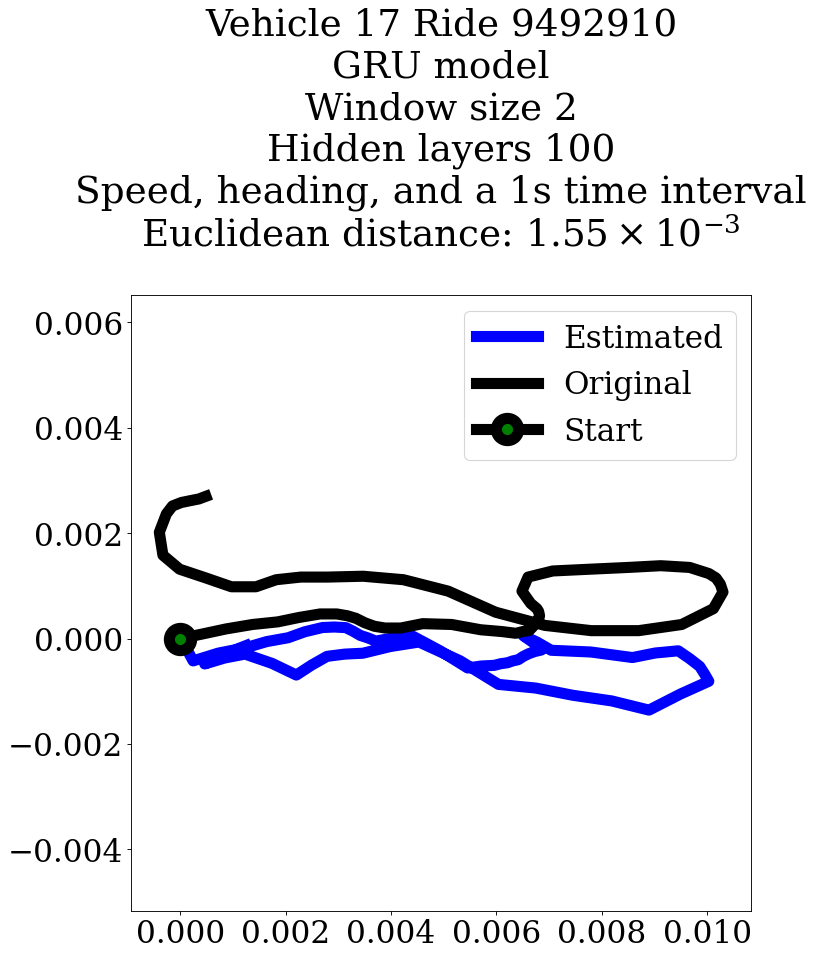 Vehicle 17 Ride 9492910
GRU model
Window size 2
Hidden layers 100
Speed, heading, and a 1s time interval
Euclidean distance: 1.55 × 10⁻³
Estimated
Original
Start
0.006
0.004
0.002
0.000
−0.002
−0.004
0.000 0.002 0.004 0.006 0.008 0.010